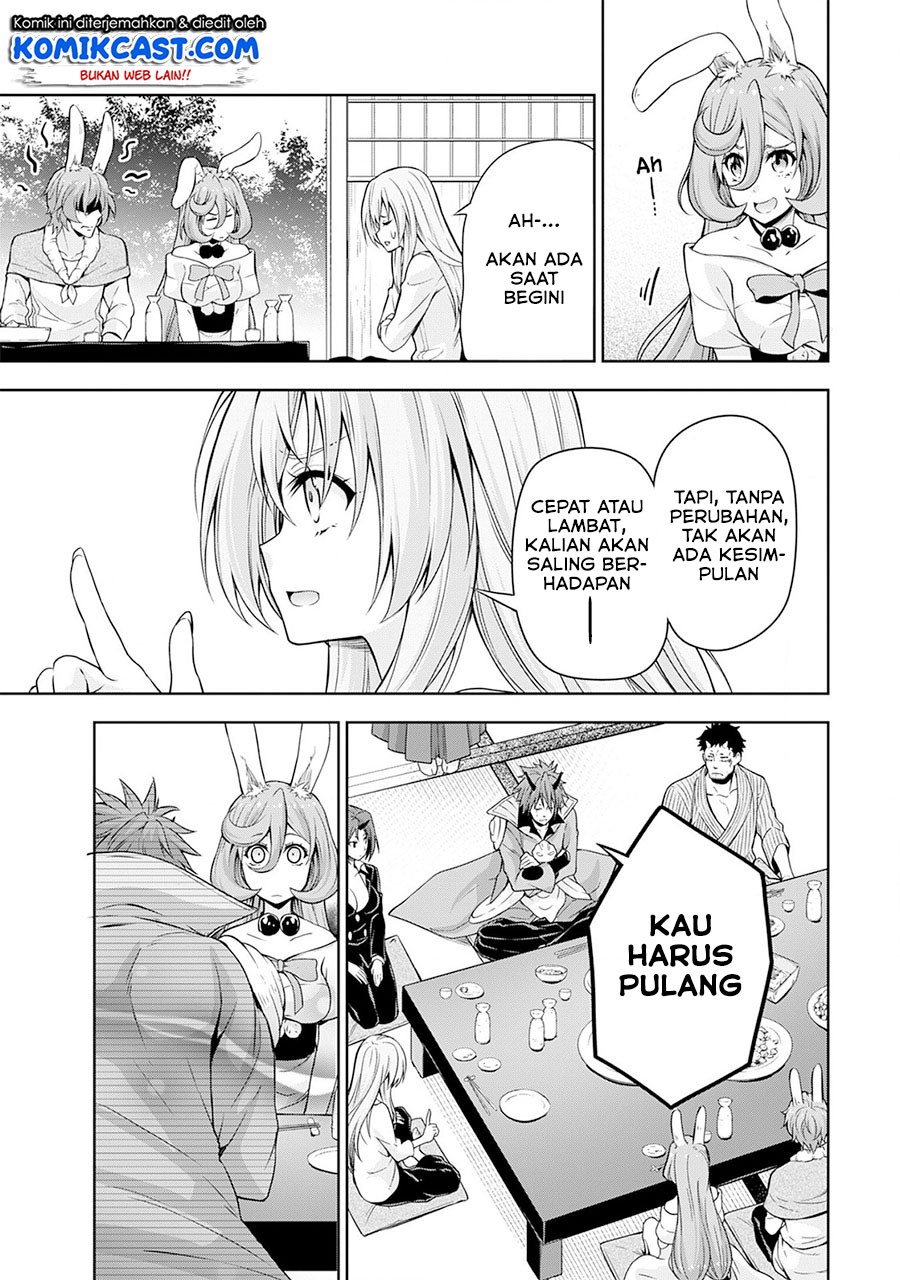 Komik ini diterjemahkan & diedit oleh
KOMIKCAST.COM
BUKAN WEB LAIN!!
Ah
AH-...
AKAN ADA
SAAT
BEGINI
TAPI, TANPA
PERUBAHAN,
TAK AKAN
ADA KESIM-
PULAN
CEPAT ATAU
LAMBAT,
KALIAN AKAN
SALING BER-
HADAPAN
KAU
HARUS
PULANG